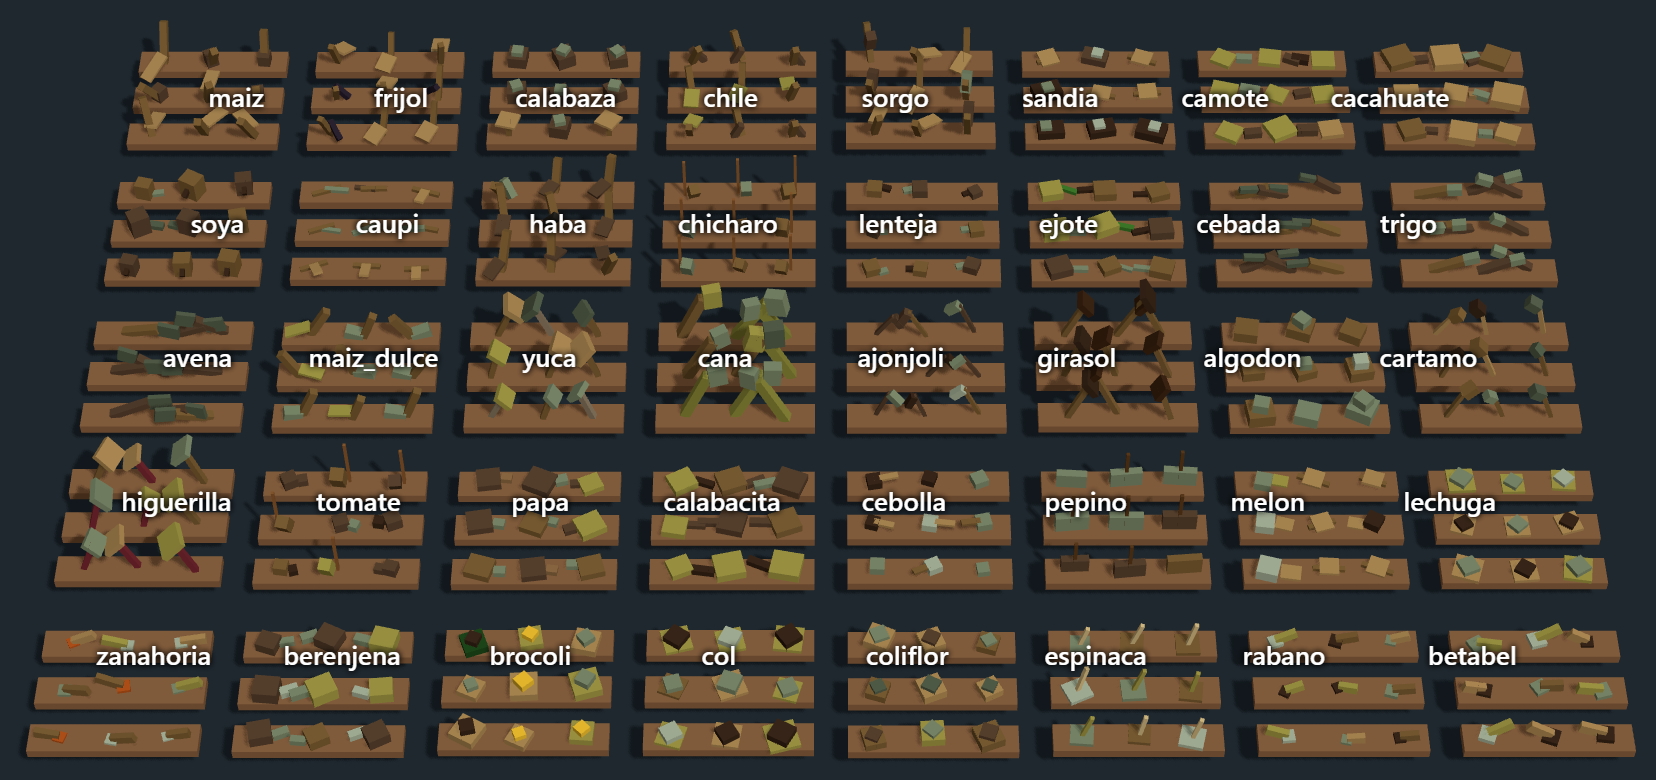 maiz frijol calabaza chile sorgo sandia camote cacahuate
soya caupi haba chicharo lenteja ejote cebada trigo
avena maiz_dulce yuca cana ajonjoli girasol algodon cartamo
higuerilla tomate papa calabacita cebolla pepino melon lechuga
zanahoria berenjena brocoli col coliflor espinaca rabano betabel